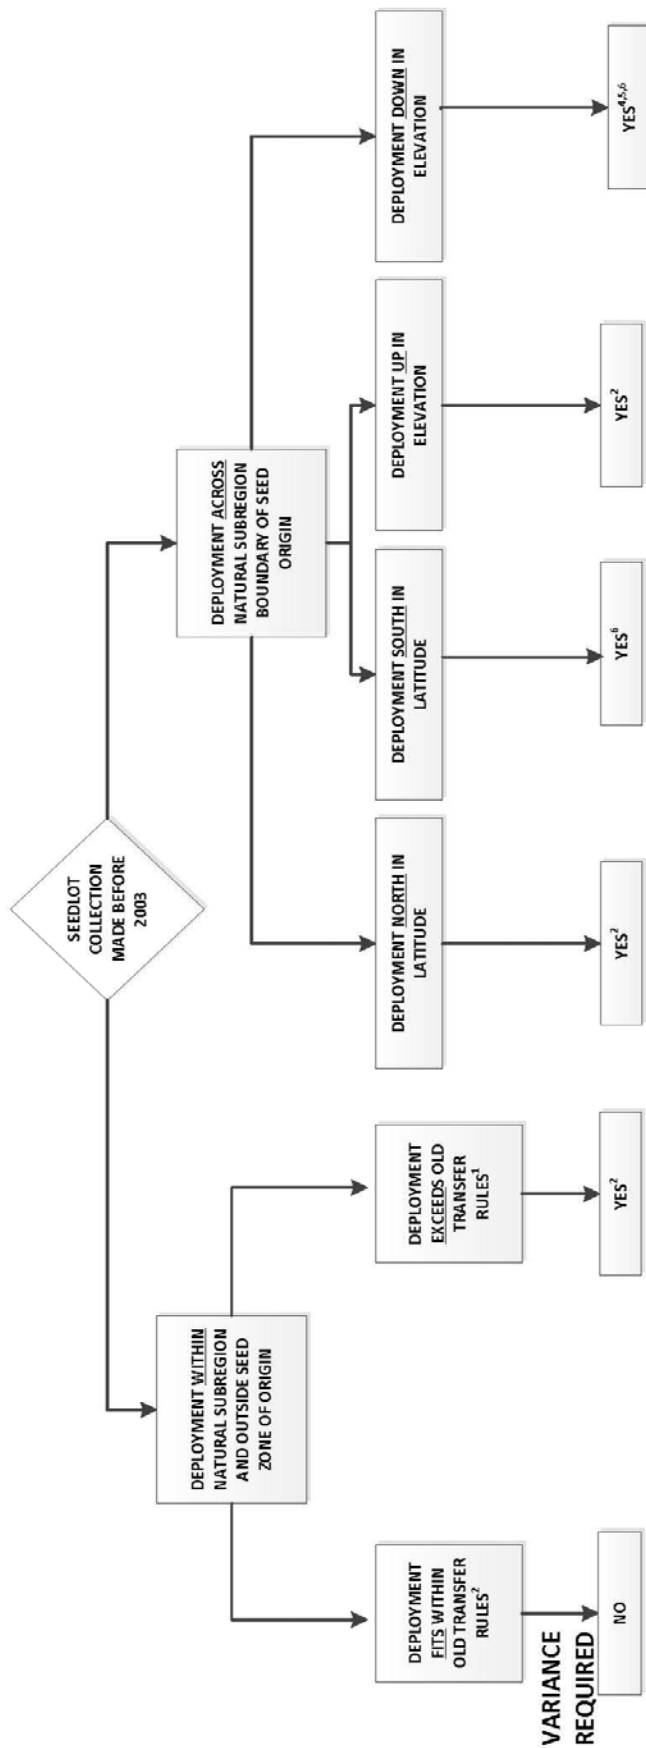 SEEDLOT
COLLECTION
MADE BEFORE
2003
DEPLOYMENT WITHIN
NATURAL SUBREGION
AND OUTSIDE SEED
ZONE OF ORIGIN
DEPLOYMENT ACROSS
NATURAL SUBREGION
BOUNDARY OF SEED
ORIGIN
DEPLOYMENT
FITS WITHIN
OLD TRANSFER
RULES²
DEPLOYMENT
EXCEEDS OLD
TRANSFER
RULES¹
DEPLOYMENT NORTH IN
LATITUDE
DEPLOYMENT SOUTH IN
LATITUDE
DEPLOYMENT UP IN
ELEVATION
DEPLOYMENT DOWN IN
ELEVATION
VARIANCE
REQUIRED
NO
YES²
YES²
YES⁶
YES²
YES⁴,⁵,⁶